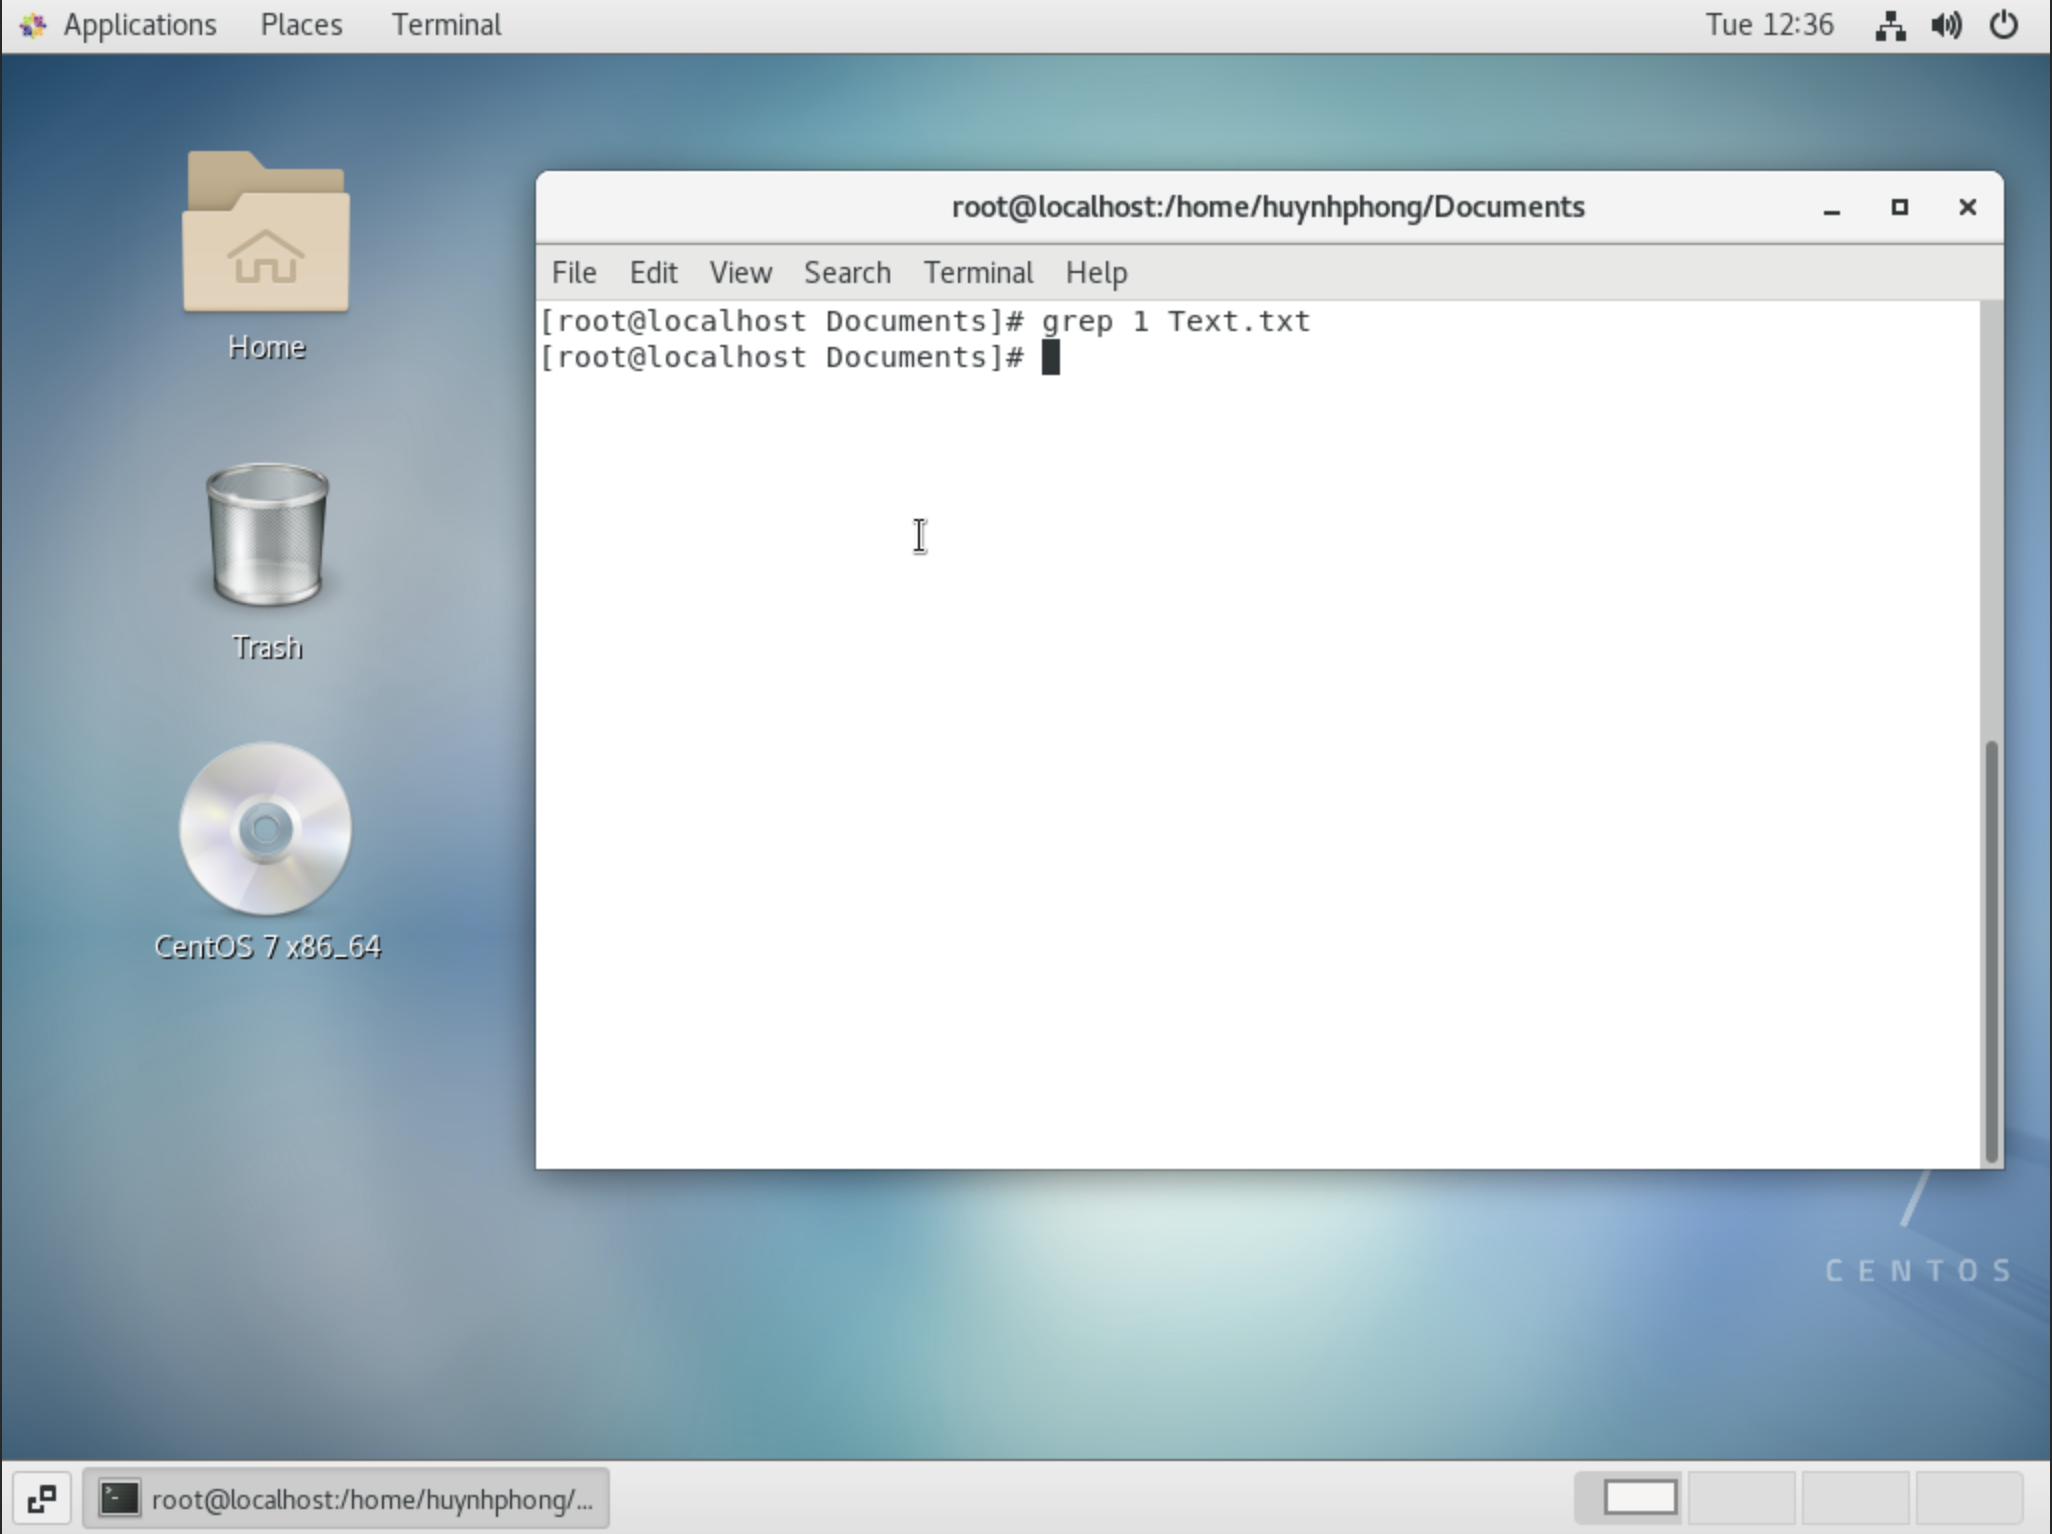 Applications Places Terminal Tue 12:36
Home
Trash
CentOS 7 x86_64
root@localhost:/home/huynhphong/Documents
File Edit View Search Terminal Help
[root@localhost Documents]# grep 1 Text.txt
[root@localhost Documents]#
7
CENTOS
root@localhost:/home/huynhphong/...